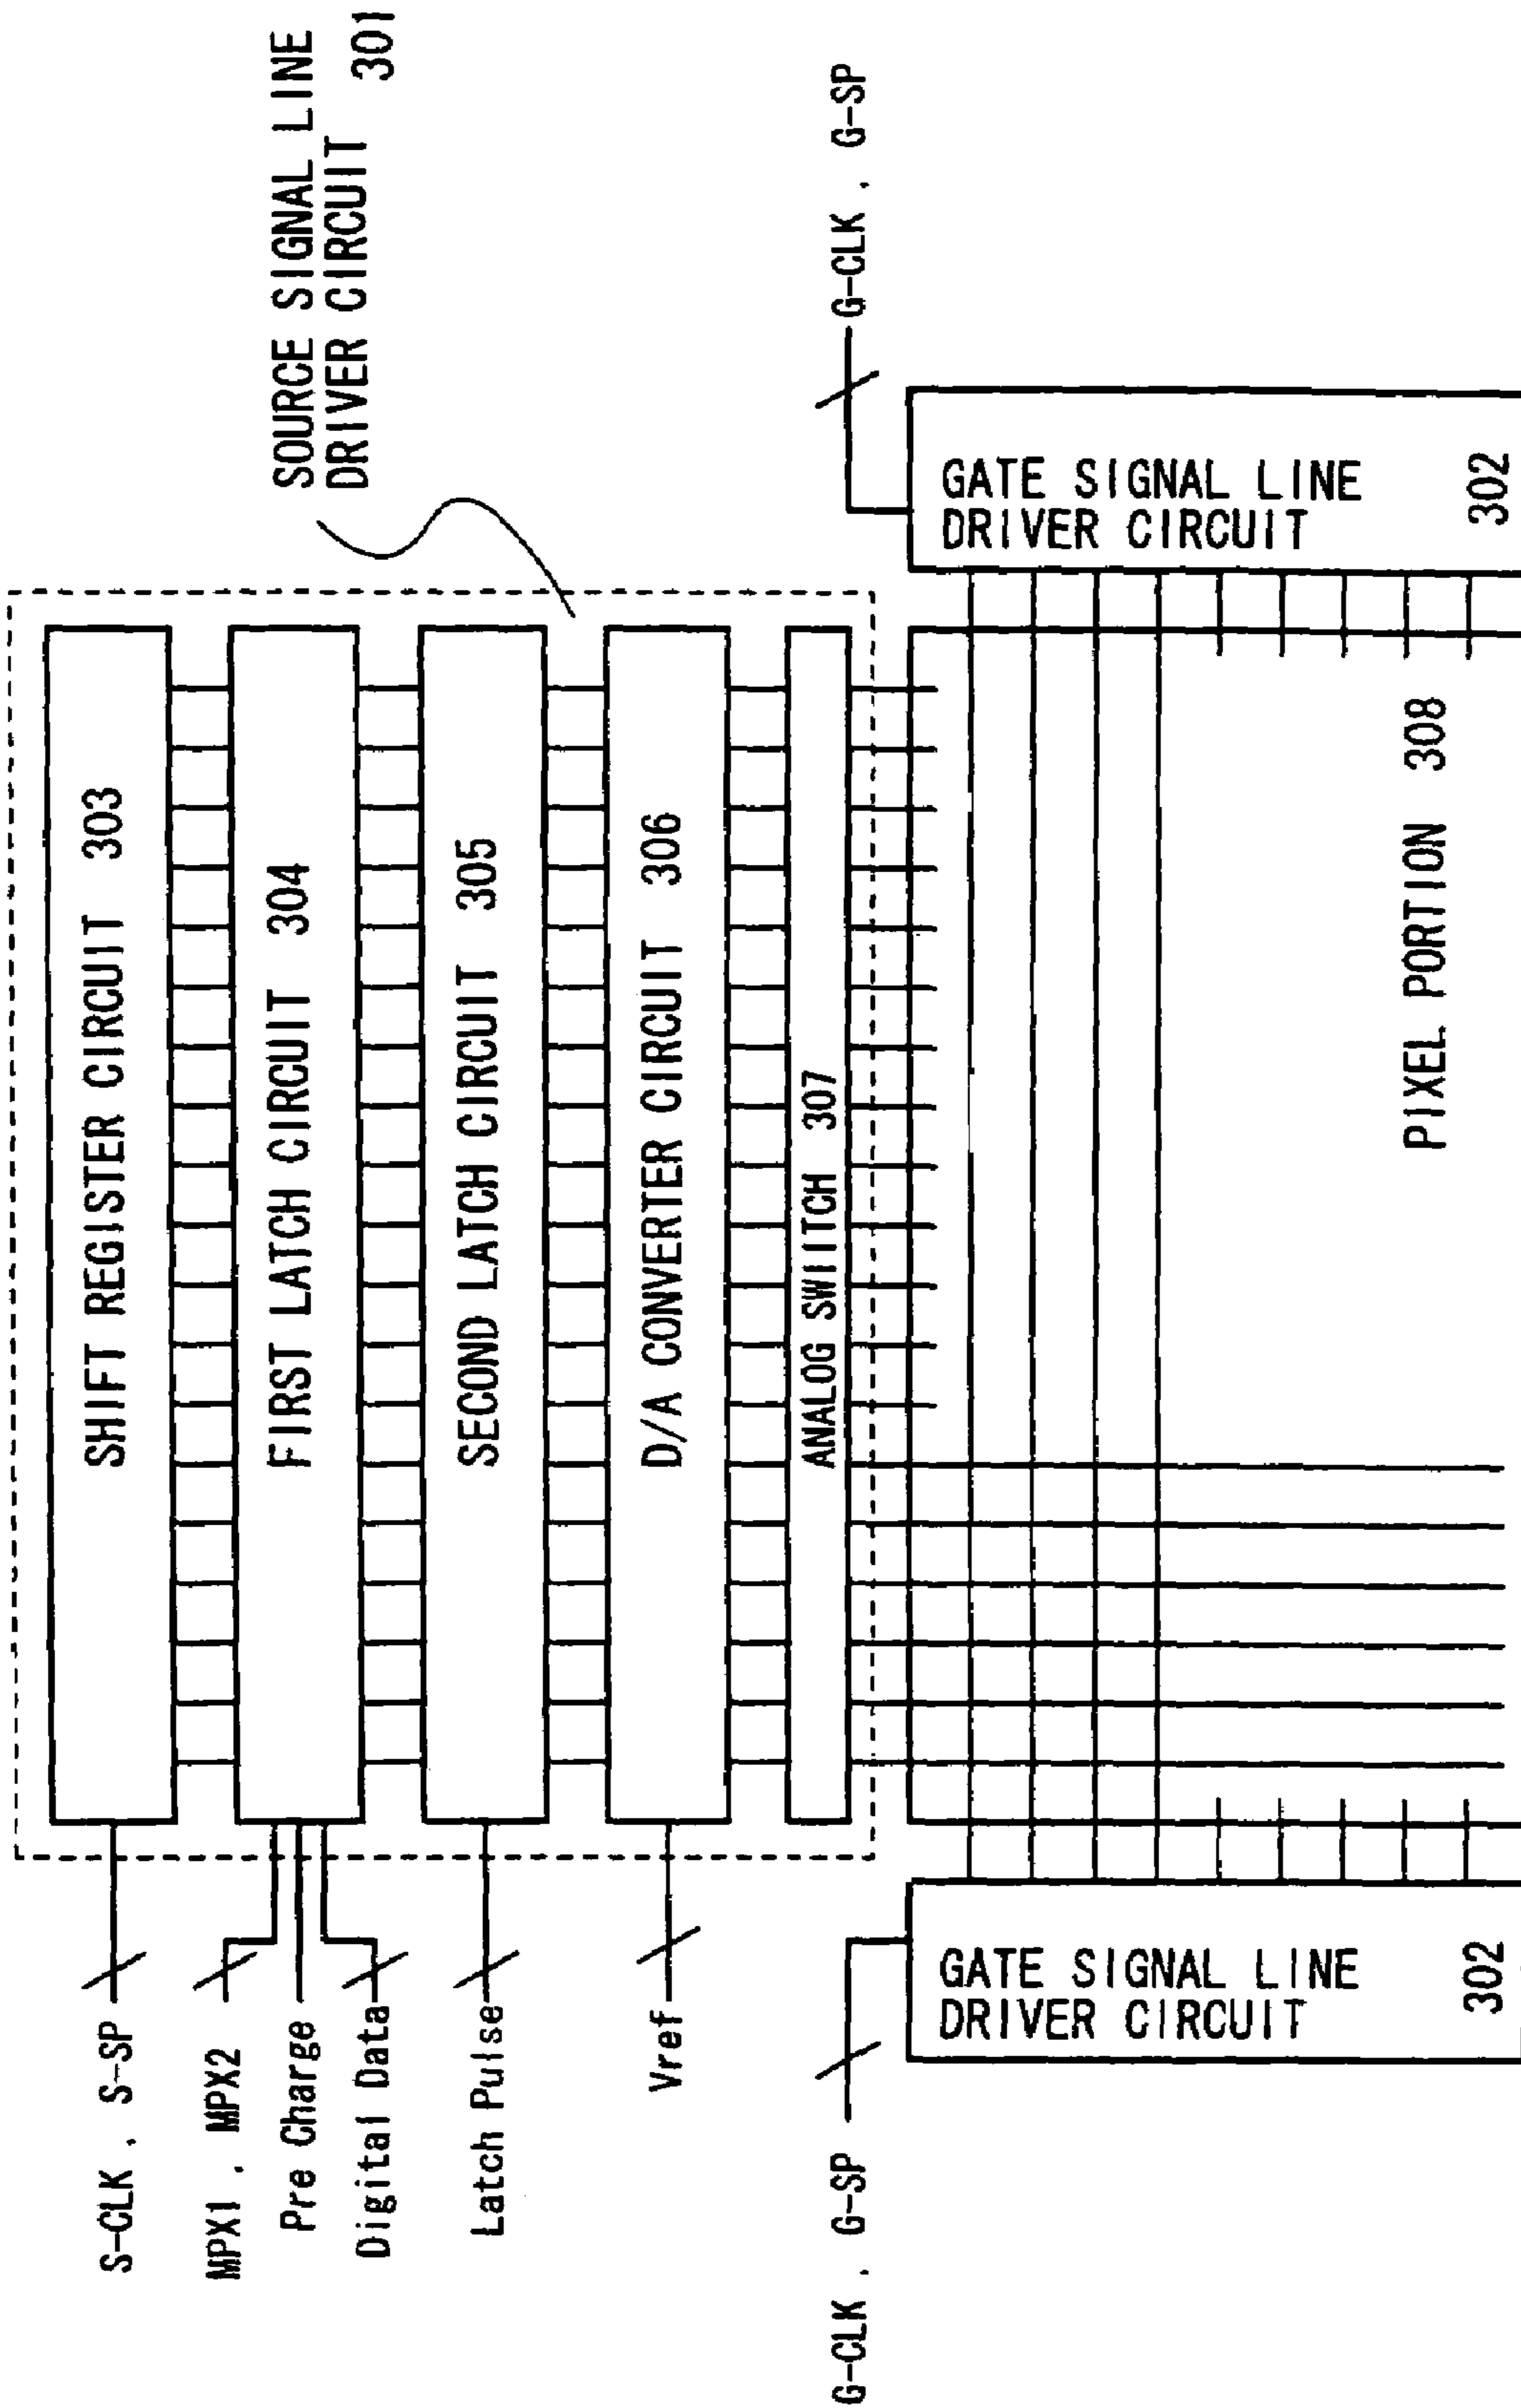 SOURCE SIGNAL LINE
DRIVER CIRCUIT 301
S-CLK , S-SP
SHIFT REGISTER CIRCUIT 303
MPX1 , MPX2
Pre Charge
Digital Data
FIRST LATCH CIRCUIT 304
Latch Pulse
SECOND LATCH CIRCUIT 305
Vref
D/A CONVERTER CIRCUIT 306
ANALOG SWIITCH 307
G-CLK , G-SP
G-CLK , G-SP
GATE SIGNAL LINE
DRIVER CIRCUIT
302
GATE SIGNAL LINE
DRIVER CIRCUIT
302
PIXEL PORTION 308